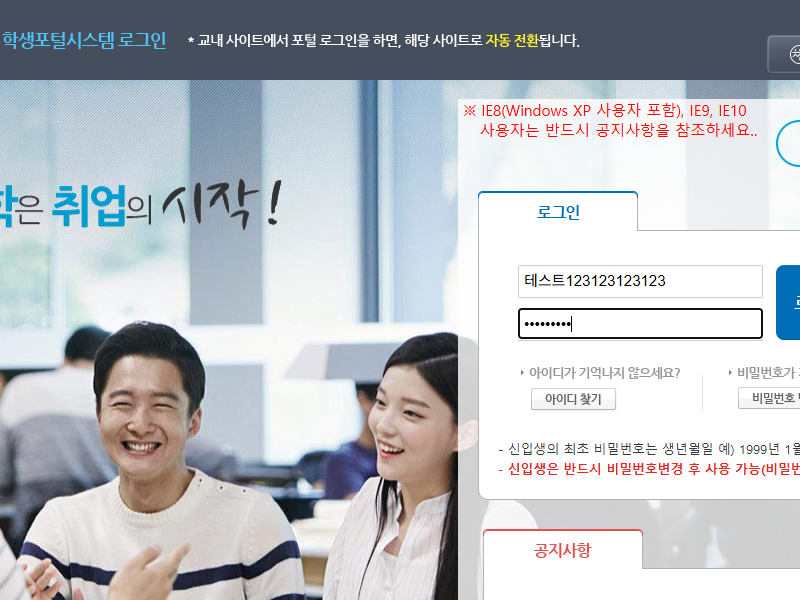 학생포털시스템 로그인 * 교내 사이트에서 포털 로그인을 하면, 해당 사이트로 자동 전환됩니다.
※ IE8(Windows XP 사용자 포함), IE9, IE10
사용자는 반드시 공지사항을 참조하세요..
학은 취업의 시작!
로그인
테스트123123123123
•••••••••
아이디가 기억나지 않으세요? 비밀번호가
아이디 찾기 비밀번호
- 신입생의 최초 비밀번호는 생년월일 예) 1999년 1월
- 신입생은 반드시 비밀번호변경 후 사용 가능(비밀번
공지사항